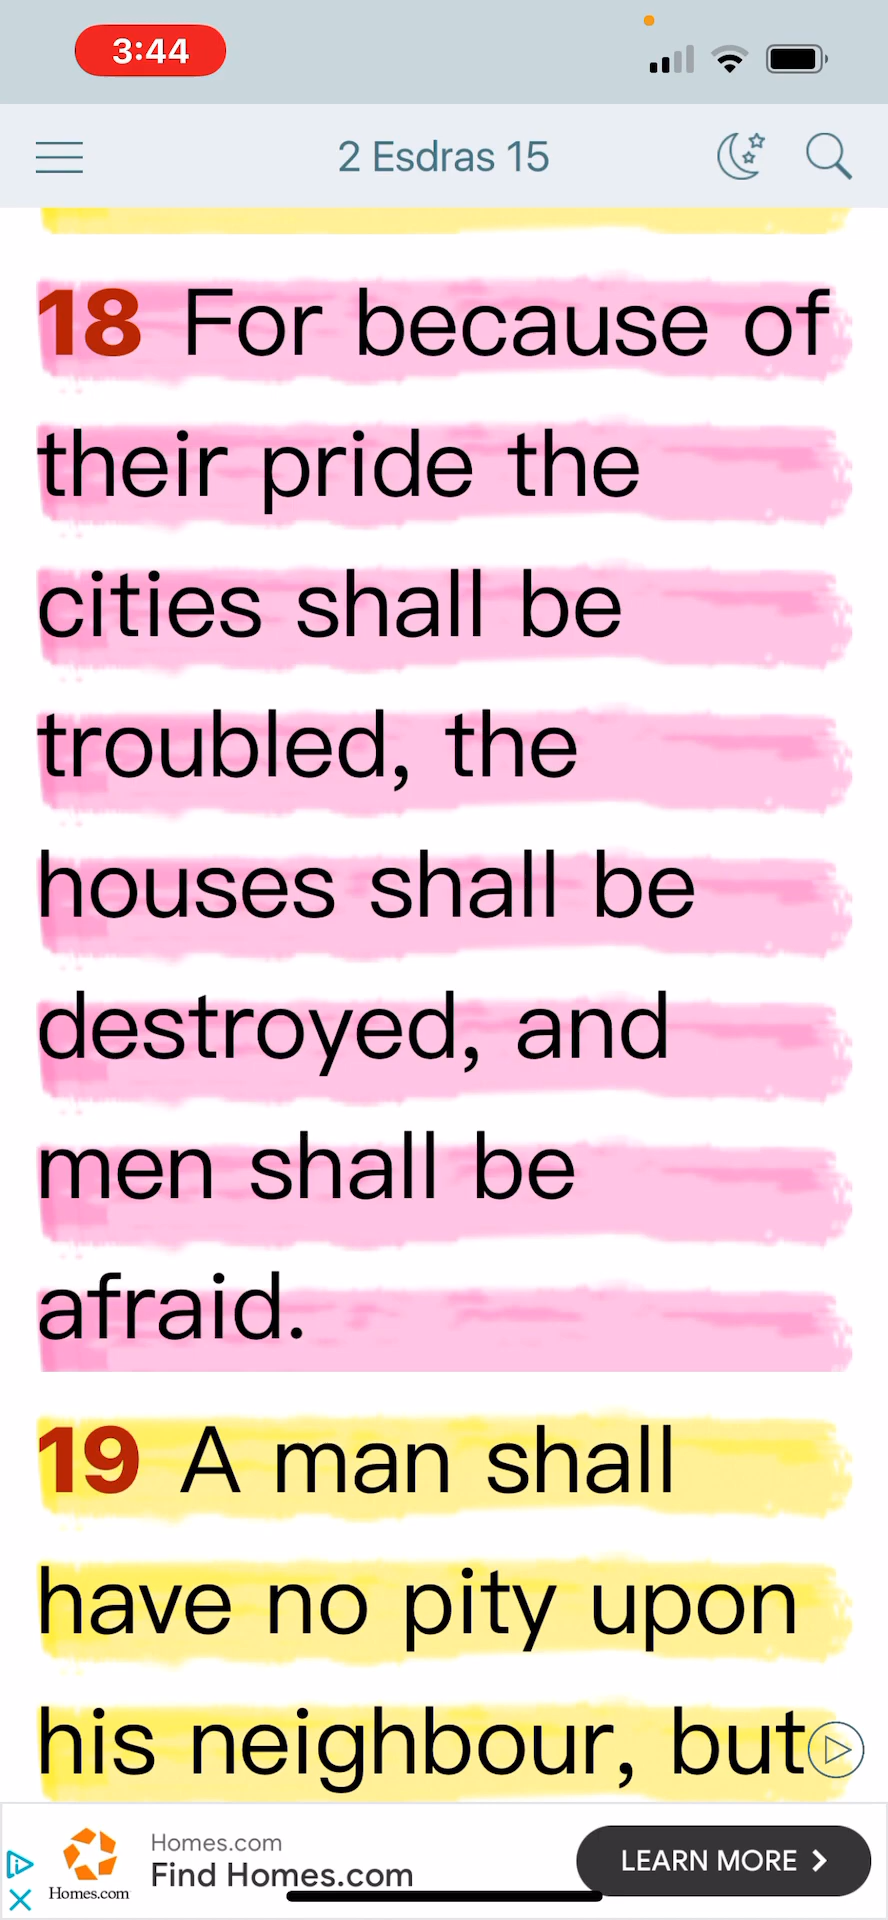 3:44
2 Esdras 15
18 For because of
their pride the
cities shall be
troubled, the
houses shall be
destroyed, and
men shall be
afraid.
19 A man shall
have no pity upon
his neighbour, but
Homes.com
Homes.com
Find Homes.com
LEARN MORE